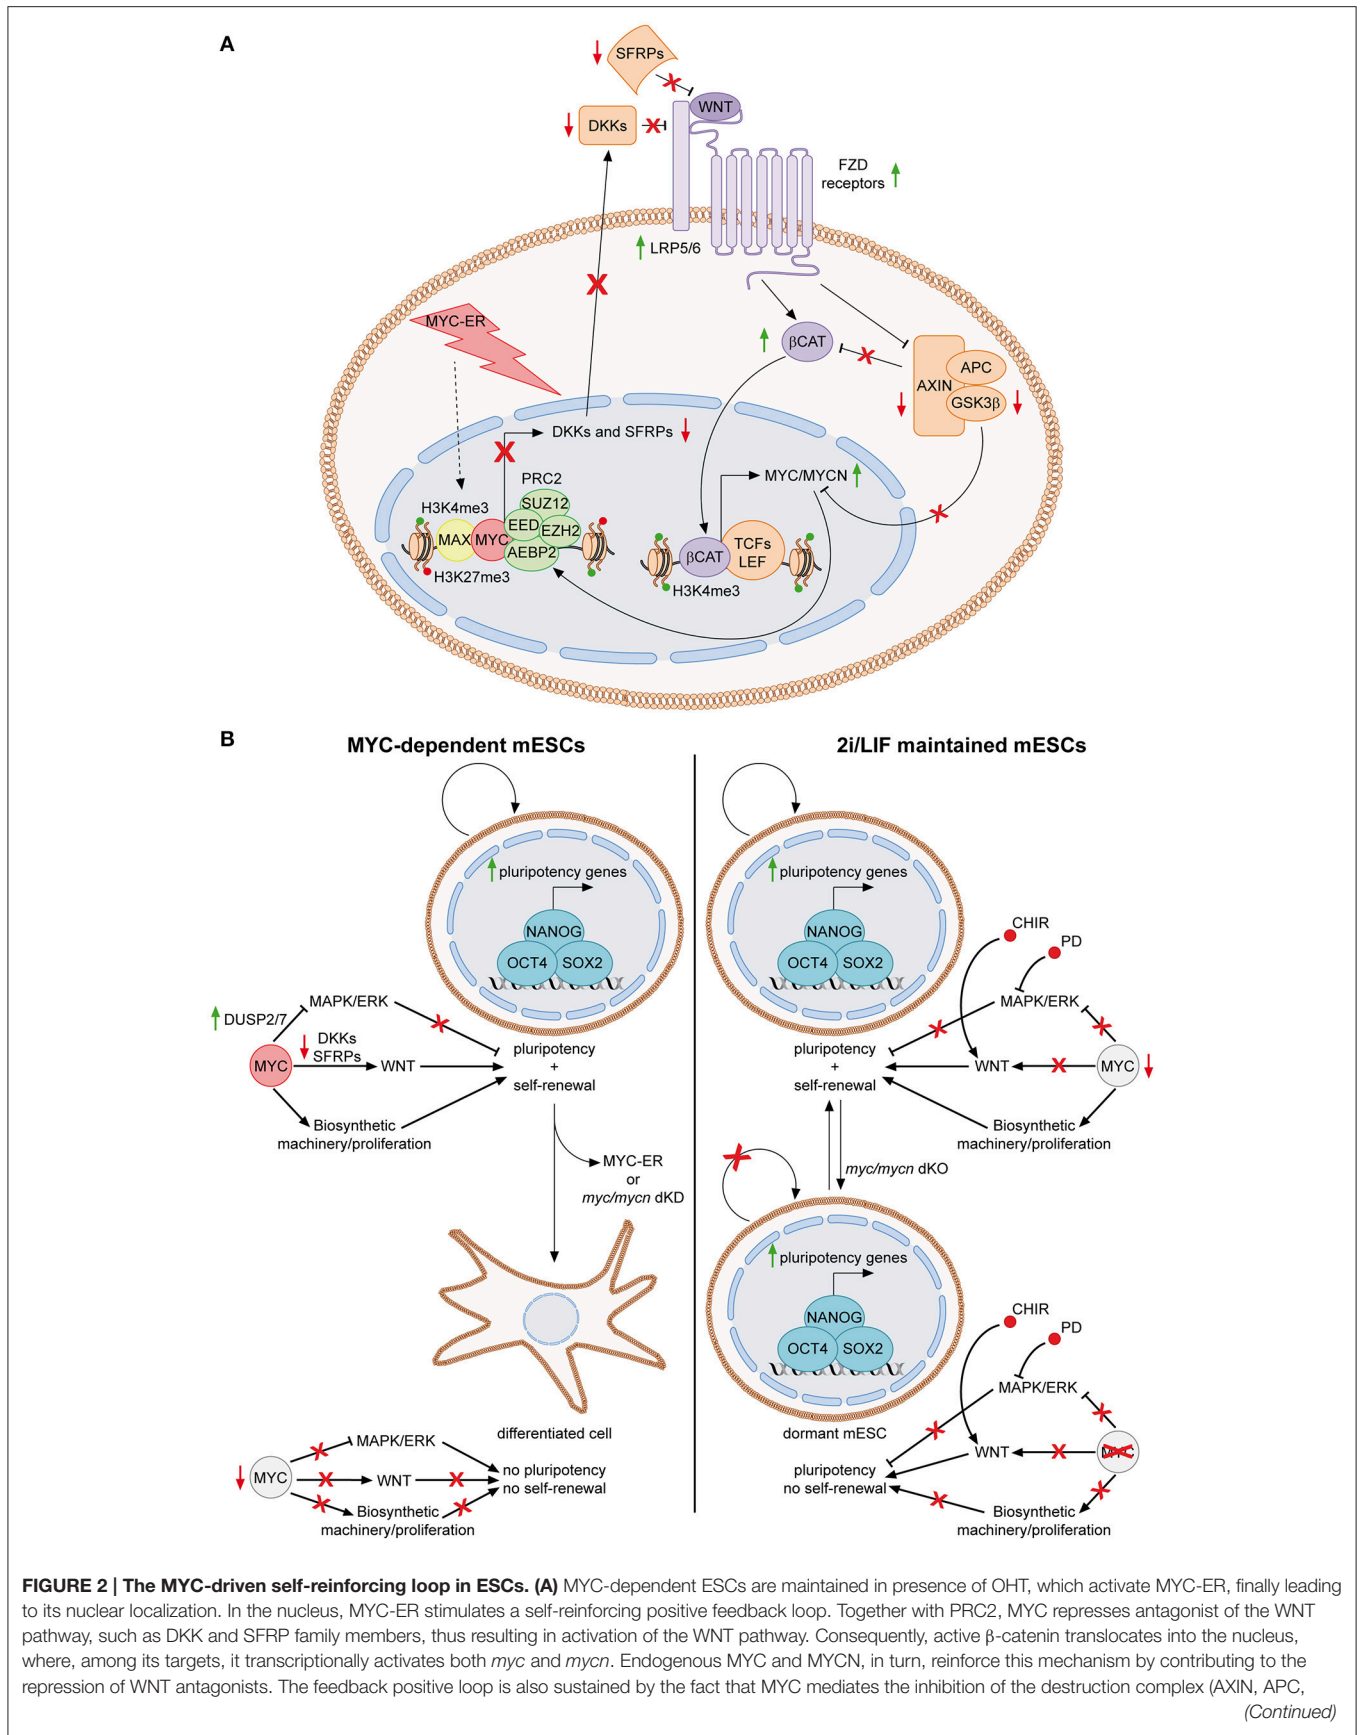 A
SFRPs
WNT
DKKs
FZD
receptors
LRP5/6
MYC-ER
βCAT
APC
AXIN
GSK3β
DKKs and SFRPs
MYC/MYCN
PRC2
SUZ12
H3K4me3
EED
EZH2
MAX
MYC
AEBP2
H3K27me3
βCAT
TCFs
LEF
H3K4me3
B
MYC-dependent mESCs
2i/LIF maintained mESCs
pluripotency genes
NANOG
OCT4
SOX2
MAPK/ERK
DUSP2/7
DKKs
SFRPs
MYC
WNT
pluripotency
+
self-renewal
Biosynthetic
machinery/proliferation
MYC-ER
or
myc/mycn dKD
differentiated cell
MAPK/ERK
MYC
WNT
no pluripotency
no self-renewal
Biosynthetic
machinery/proliferation
pluripotency genes
NANOG
OCT4
SOX2
CHIR
PD
MAPK/ERK
pluripotency
+
self-renewal
WNT
MYC
Biosynthetic
machinery/proliferation
myc/mycn dKO
pluripotency genes
NANOG
OCT4
SOX2
dormant mESC
CHIR
PD
MAPK/ERK
WNT
MYC
pluripotency
no self-renewal
Biosynthetic
machinery/proliferation
FIGURE 2 | The MYC-driven self-reinforcing loop in ESCs. (A) MYC-dependent ESCs are maintained in presence of OHT, which activate MYC-ER, finally leading
to its nuclear localization. In the nucleus, MYC-ER stimulates a self-reinforcing positive feedback loop. Together with PRC2, MYC represses antagonist of the WNT
pathway, such as DKK and SFRP family members, thus resulting in activation of the WNT pathway. Consequently, active β-catenin translocates into the nucleus,
where, among its targets, it transcriptionally activates both myc and mycn. Endogenous MYC and MYCN, in turn, reinforce this mechanism by contributing to the
repression of WNT antagonists. The feedback positive loop is also sustained by the fact that MYC mediates the inhibition of the destruction complex (AXIN, APC,
(Continued)